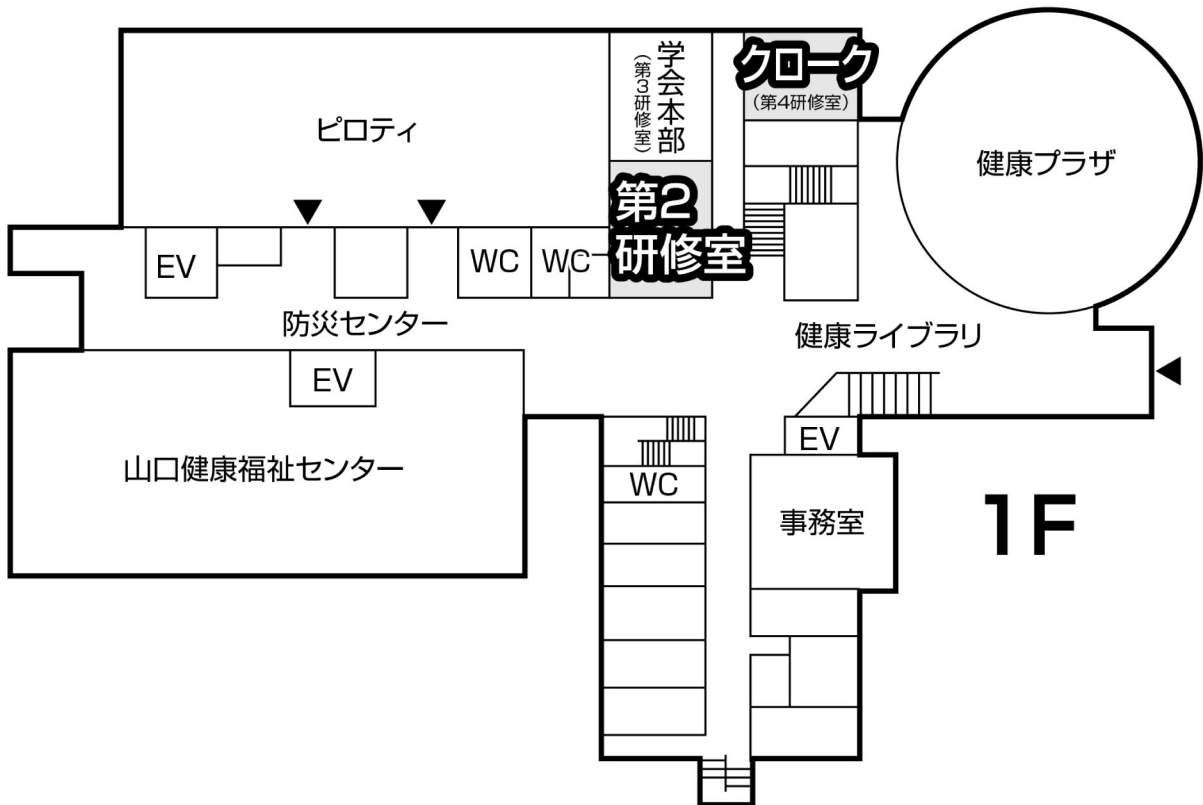 クローク
(第4研修室)
学会本部
(第3研修室)
ピロティ
健康プラザ
第2
研修室
EV
WC
WC
防災センター
健康ライブラリ
EV
EV
山口健康福祉センター
WC
事務室
1F